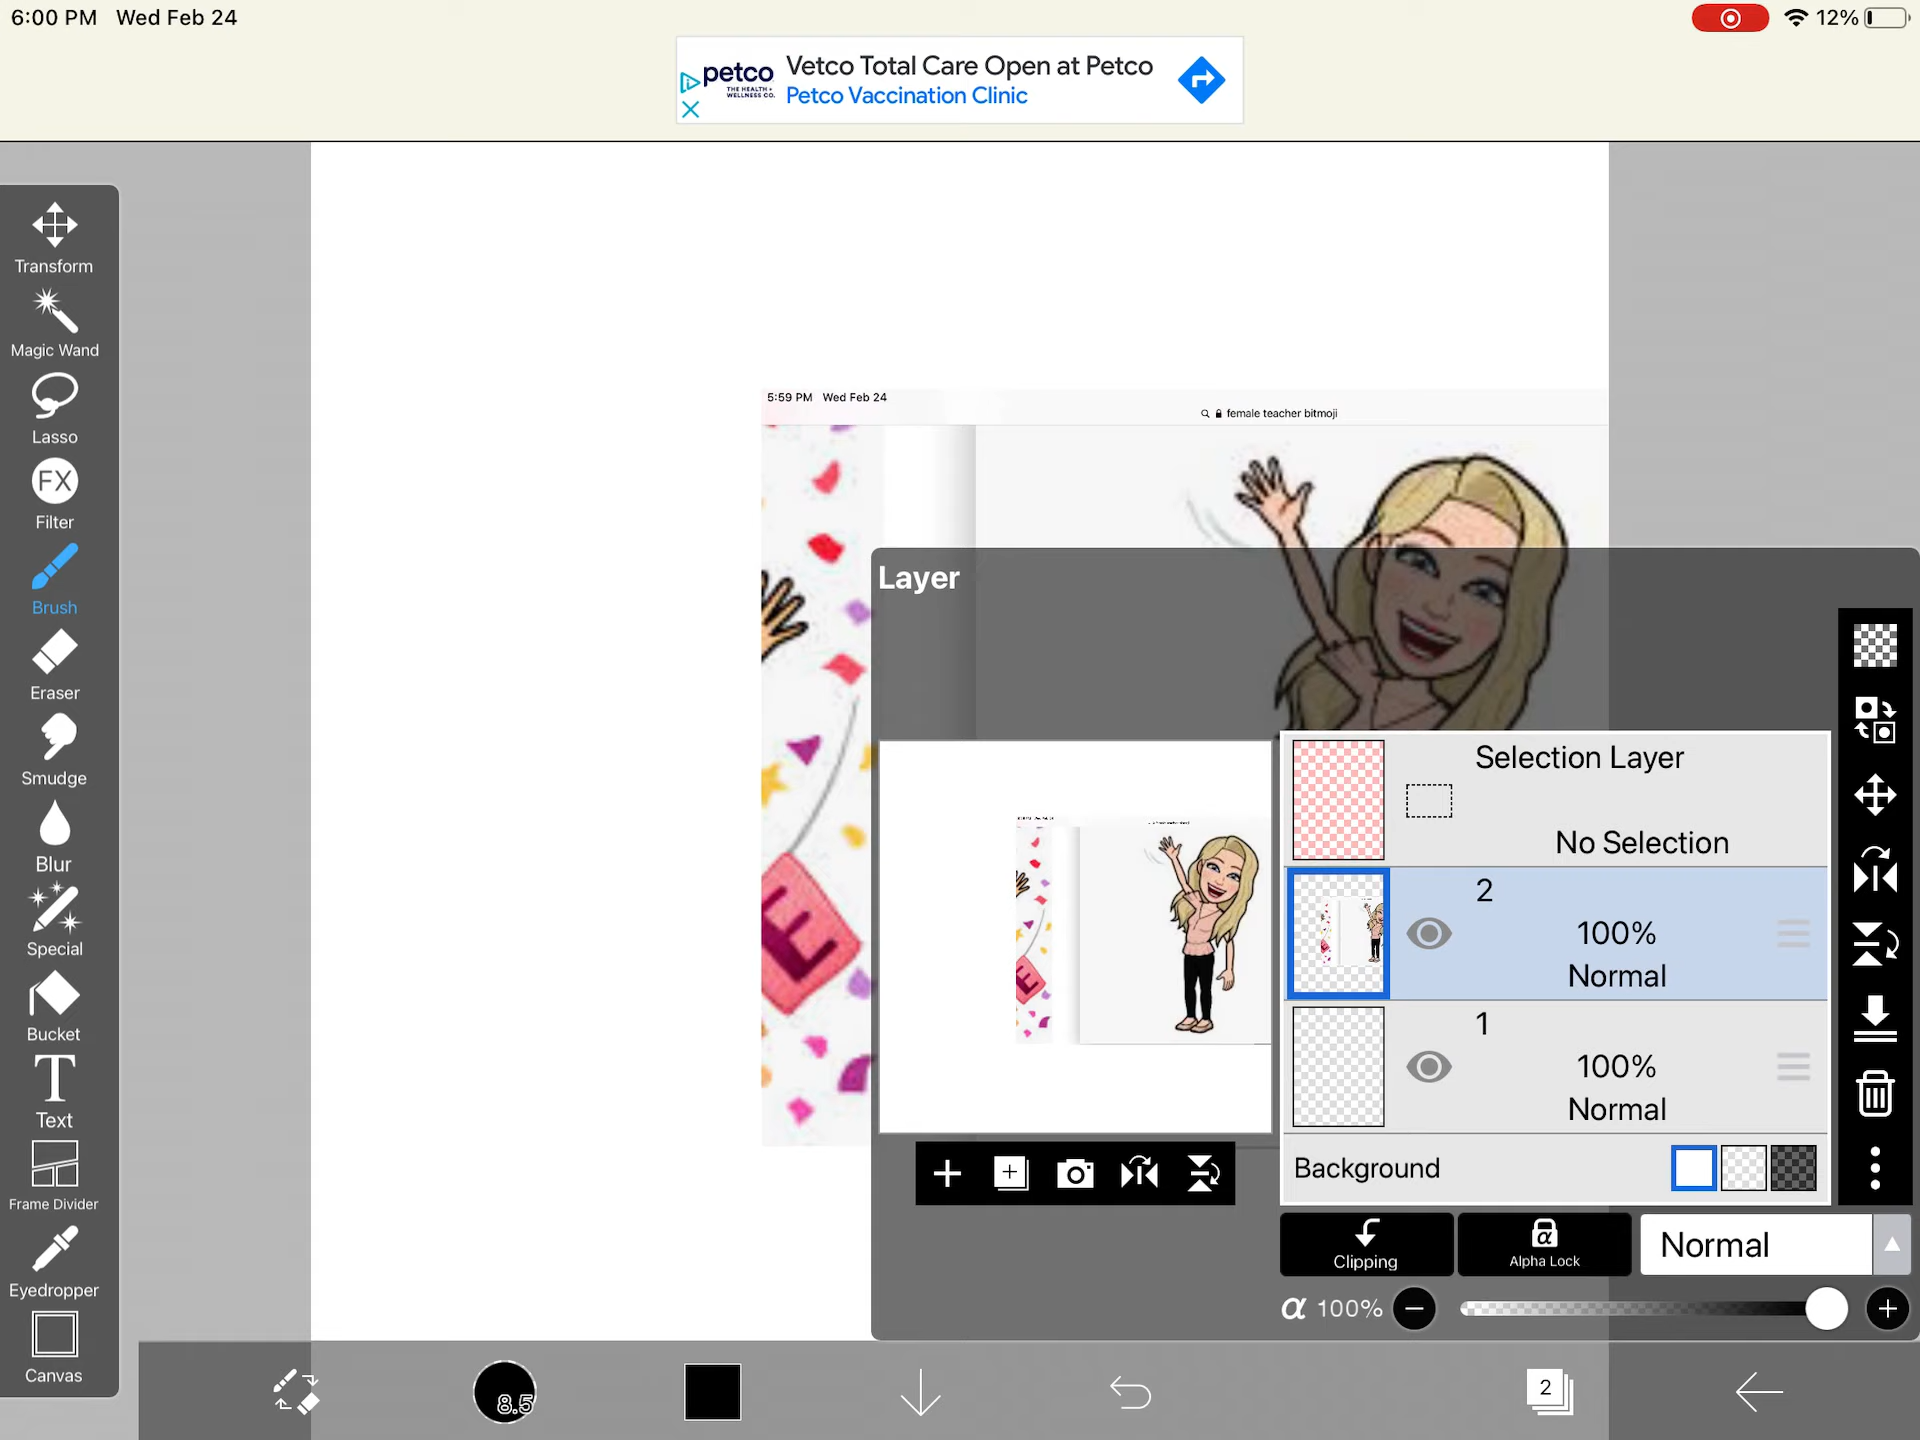 6:00 PM Wed Feb 24
12%
petco
THE HEALTH +
WELLNESS CO.
Vetco Total Care Open at Petco
Petco Vaccination Clinic
Transform
Magic Wand
Lasso
FX
Filter
Brush
Eraser
Smudge
Blur
Special
Bucket
T
Text
Frame Divider
Eyedropper
Canvas
5:59 PM Wed Feb 24
female teacher bitmoji
E
Layer
E
Selection Layer
No Selection
2
100%
Normal
1
100%
Normal
Background
Clipping
α
Alpha Lock
Normal
α 100%
8.5
2